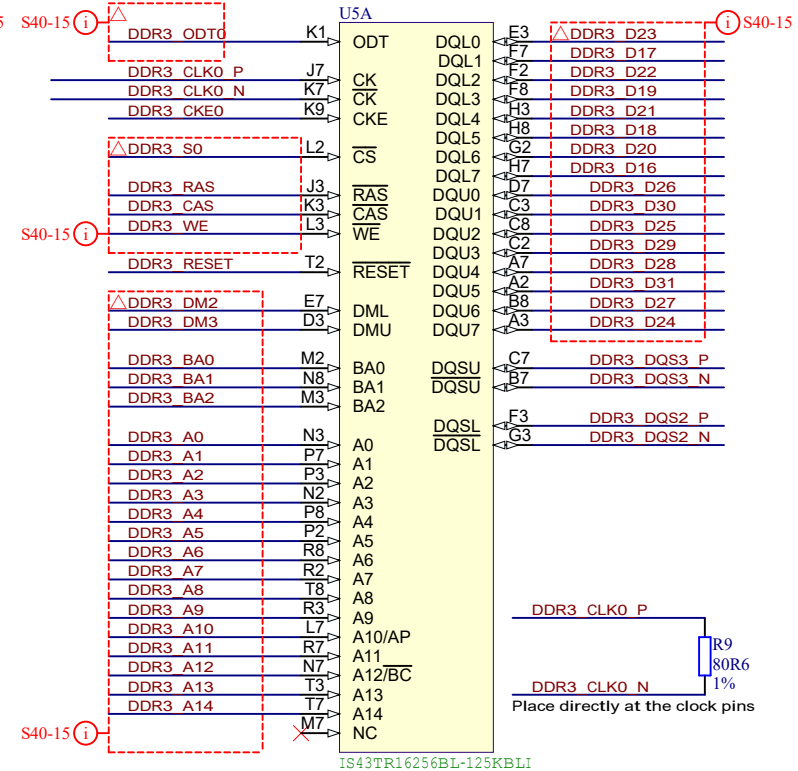 5 S40-15 i
DDR3_ODT0 K1 ODT
DDR3_CLK0_P J7 CK
DDR3_CLK0_N K7 CK
DDR3_CKE0 K9 CKE
DDR3_S0 L2 CS
DDR3_RAS J3 RAS
DDR3_CAS K3 CAS
S40-15 i DDR3_WE L3 WE
DDR3_RESET T2 RESET
DDR3_DM2 E7 DML
DDR3_DM3 D3 DMU
DDR3_BA0 M2 BA0
DDR3_BA1 N8 BA1
DDR3_BA2 M3 BA2
DDR3_A0 N3 A0
DDR3_A1 P7 A1
DDR3_A2 P3 A2
DDR3_A3 N2 A3
DDR3_A4 P8 A4
DDR3_A5 P2 A5
DDR3_A6 R8 A6
DDR3_A7 R2 A7
DDR3_A8 T8 A8
DDR3_A9 R3 A9
DDR3_A10 L7 A10/AP
DDR3_A11 R7 A11
DDR3_A12 N7 A12/BC
DDR3_A13 T3 A13
DDR3_A14 T7 A14
S40-15 i M7 NC
U5A
i S40-15
DQL0 E3 DDR3_D23
DQL1 F7 DDR3_D17
DQL2 F2 DDR3_D22
DQL3 F8 DDR3_D19
DQL4 H3 DDR3_D21
DQL5 H8 DDR3_D18
DQL6 G2 DDR3_D20
DQL7 H7 DDR3_D16
DQU0 D7 DDR3_D26
DQU1 C3 DDR3_D30
DQU2 C8 DDR3_D25
DQU3 C2 DDR3_D29
DQU4 A7 DDR3_D28
DQU5 A2 DDR3_D31
DQU6 B8 DDR3_D27
DQU7 A3 DDR3_D24
DQSU C7 DDR3_DQS3_P
DQSU B7 DDR3_DQS3_N
DQSL F3 DDR3_DQS2_P
DQSL G3 DDR3_DQS2_N
IS43TR16256BL-125KBLI
DDR3_CLK0_P
R9
80R6
1%
DDR3_CLK0_N
Place directly at the clock pins